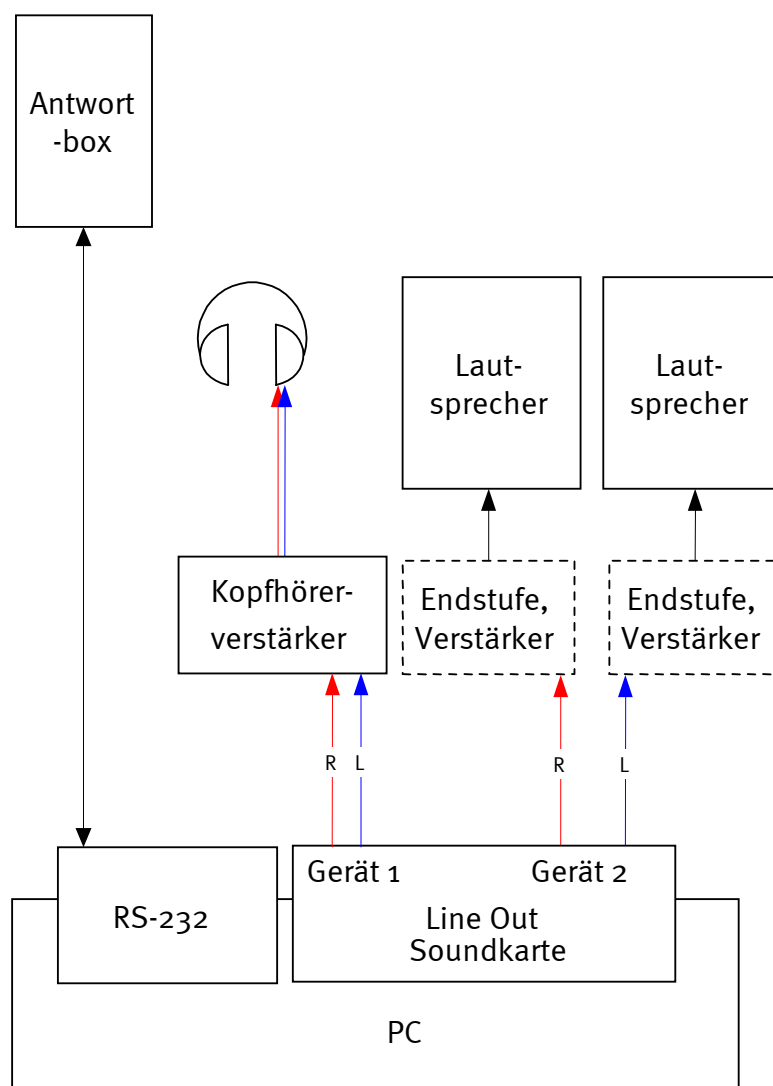 Antwort
-box
Laut-
sprecher
Laut-
sprecher
Kopfhörer-
verstärker
Endstufe,
Verstärker
Endstufe,
Verstärker
R
L
R
L
Gerät 1
Gerät 2
RS-232
Line Out
Soundkarte
PC